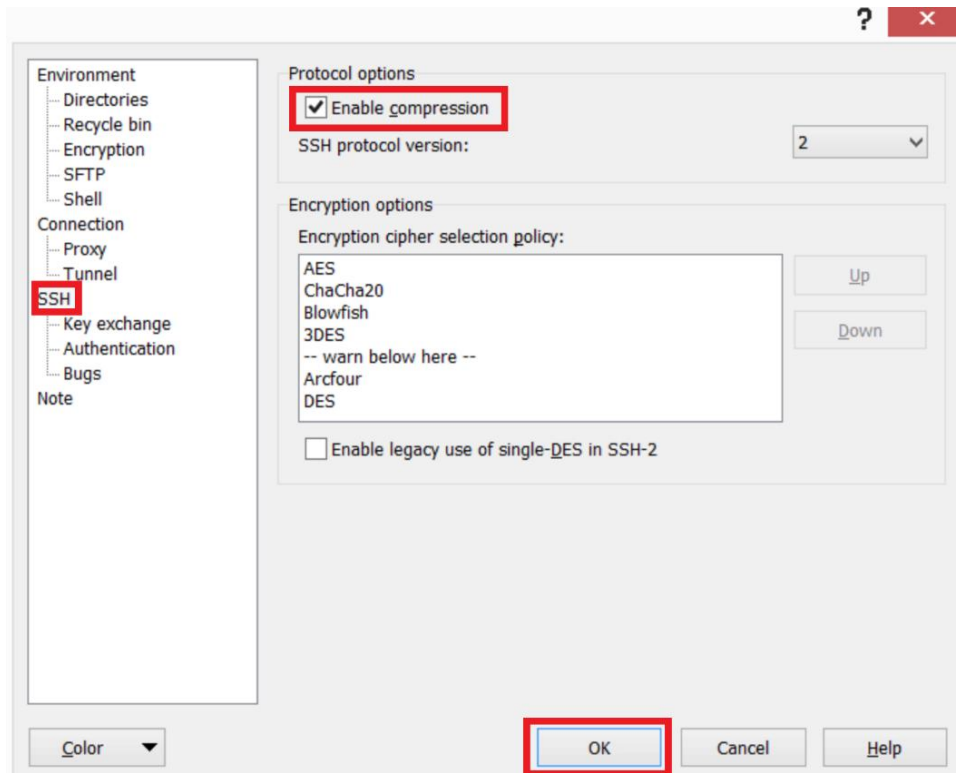 ?
Environment
Directories
Recycle bin
Encryption
SFTP
Shell
Connection
Proxy
Tunnel
SSH
Key exchange
Authentication
Bugs
Note
Protocol options
Enable compression
SSH protocol version:
2
Encryption options
Encryption cipher selection policy:
AES
ChaCha20
Blowfish
3DES
-- warn below here --
Arcfour
DES
Up
Down
Enable legacy use of single-DES in SSH-2
Color
OK
Cancel
Help